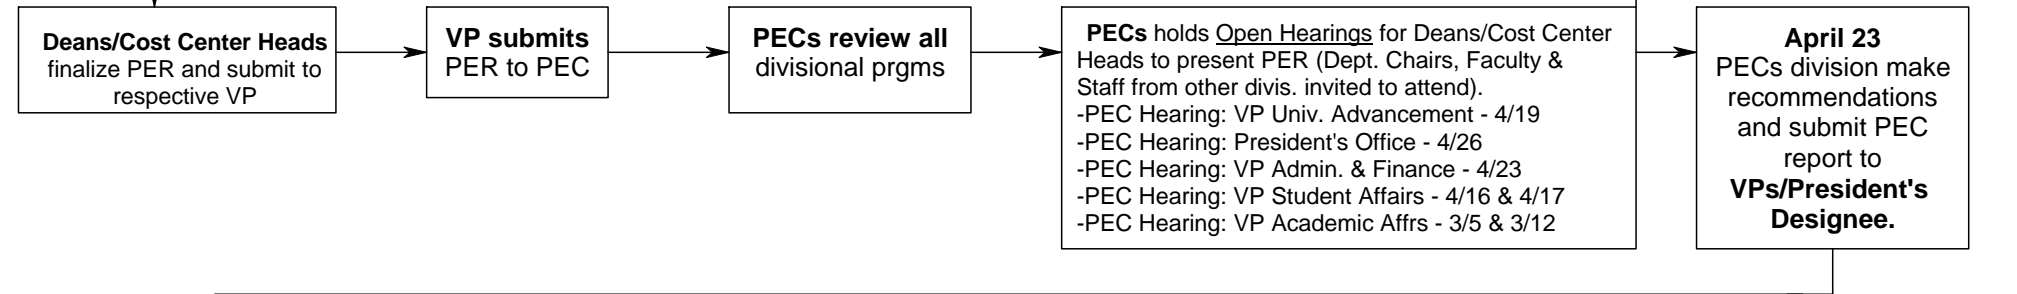 Deans/Cost Center Heads
finalize PER and submit to
respective VP
VP submits
PER to PEC
PECs review all
divisional prgms
PECs holds Open Hearings for Deans/Cost Center
Heads to present PER (Dept. Chairs, Faculty &
Staff from other divis. invited to attend).
-PEC Hearing: VP Univ. Advancement - 4/19
-PEC Hearing: President's Office - 4/26
-PEC Hearing: VP Admin. & Finance - 4/23
-PEC Hearing: VP Student Affairs - 4/16 & 4/17
-PEC Hearing: VP Academic Affrs - 3/5 & 3/12
April 23
PECs division make
recommendations
and submit PEC
report to
VPs/President's
Designee.